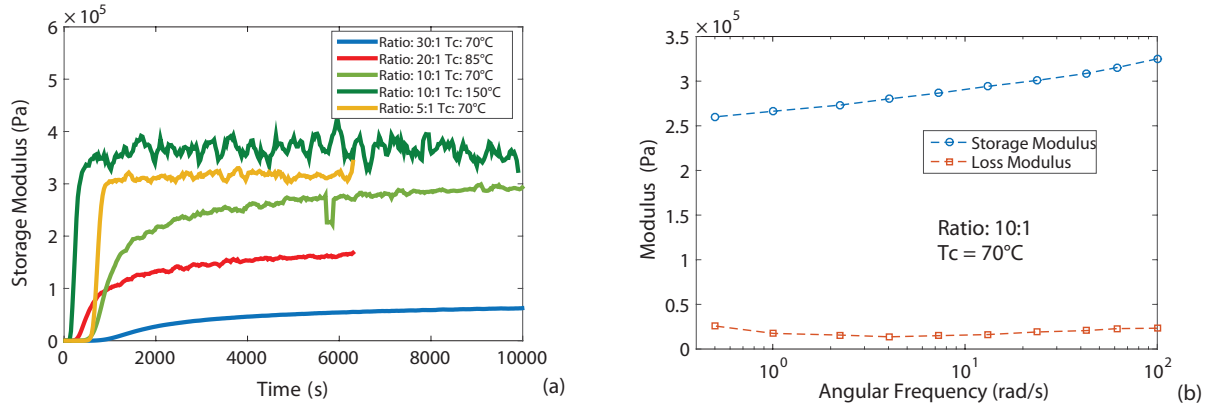 × 10⁵
6
5
4
3
2
1
0
Storage Modulus (Pa)
Ratio: 30:1 Tc: 70°C
Ratio: 20:1 Tc: 85°C
Ratio: 10:1 Tc: 70°C
Ratio: 10:1 Tc: 150°C
Ratio: 5:1 Tc: 70°C
0 2000 4000 6000 8000 10000
Time (s)
(a)
× 10⁵
3.5
3
2.5
2
1.5
1
0.5
0
Modulus (Pa)
Storage Modulus
Loss Modulus
Ratio: 10:1
Tc = 70°C
10⁰ 10¹ 10²
Angular Frequency (rad/s)
(b)